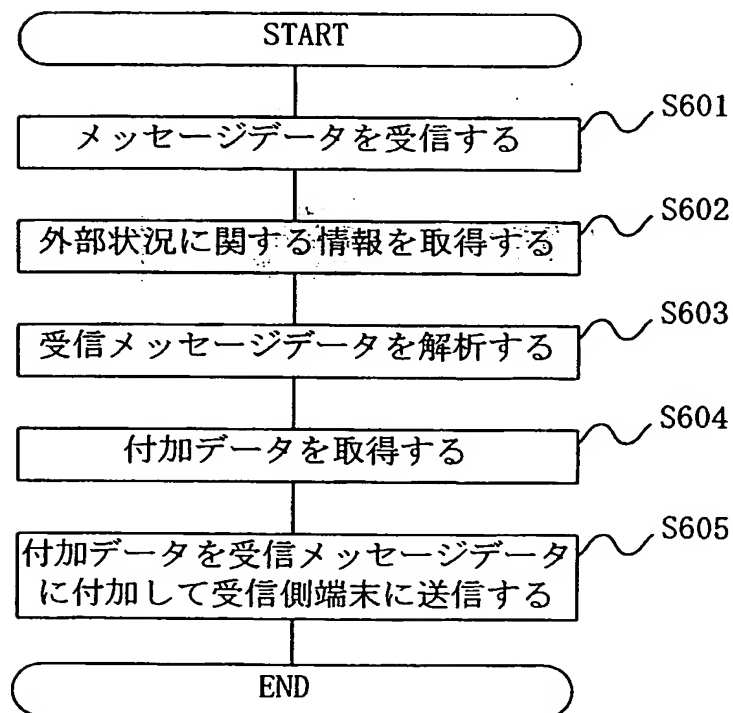 START
S601
メッセージデータを受信する
S602
外部状況に関する情報を取得する
S603
受信メッセージデータを解析する
S604
付加データを取得する
S605
付加データを受信メッセージデータ
に付加して受信側端末に送信する
END